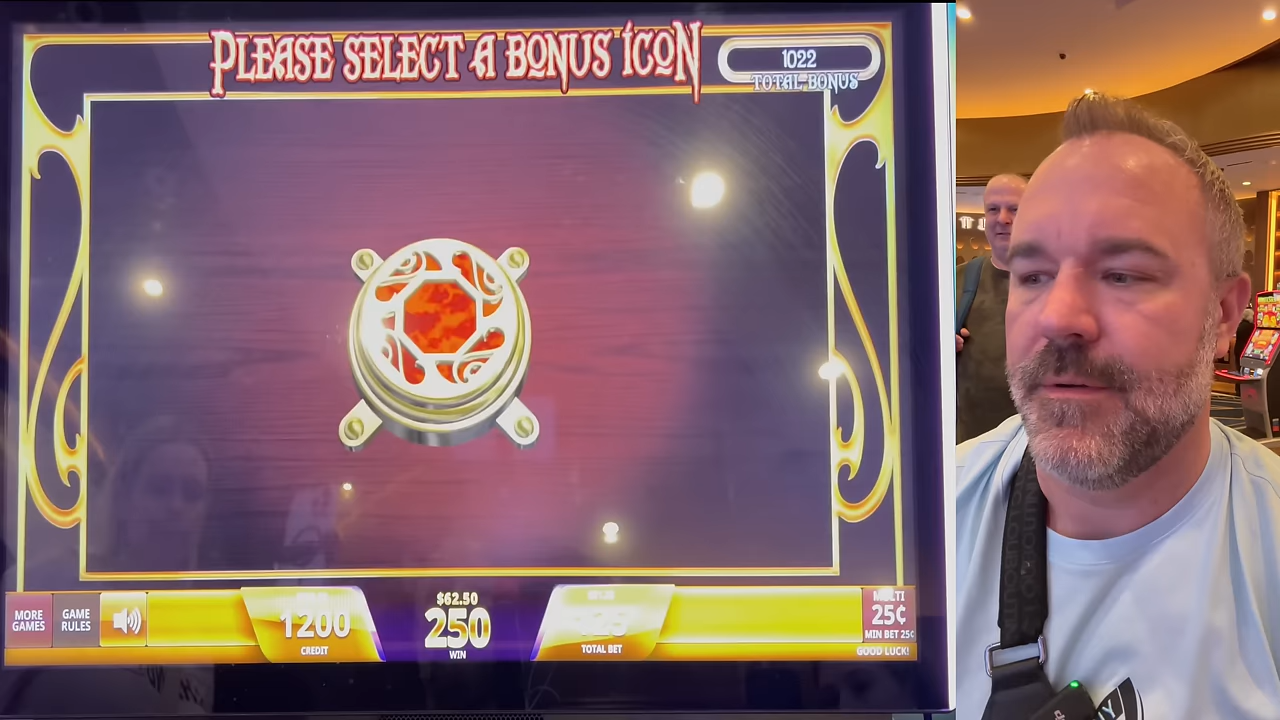 PLEASE SELECT A BONUS ICON
1022
TOTAL BONUS
MORE
GAMES
GAME
RULES
1200
CREDIT
$62.50
250
WIN
TOTAL BET
MULTI
25¢
MIN BET 25¢
GOOD LUCK!